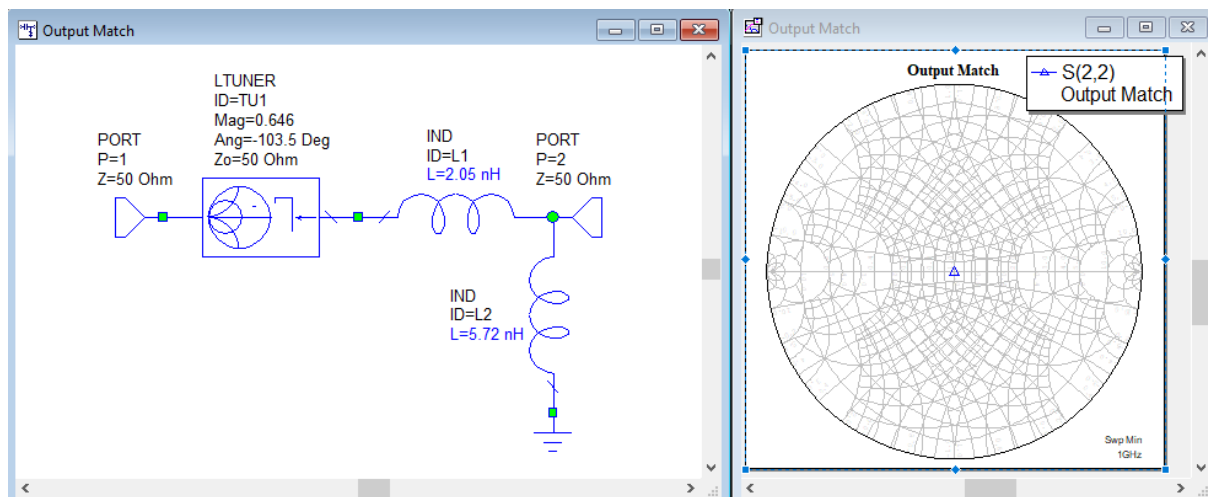 Output Match
LTUNER
ID=TU1
Mag=0.646
Ang=-103.5 Deg
Zo=50 Ohm
PORT
P=1
Z=50 Ohm
IND
ID=L1
L=2.05 nH
PORT
P=2
Z=50 Ohm
IND
ID=L2
L=5.72 nH
Output Match
Output Match
S(2,2)
Output Match
Swp Min
1GHz